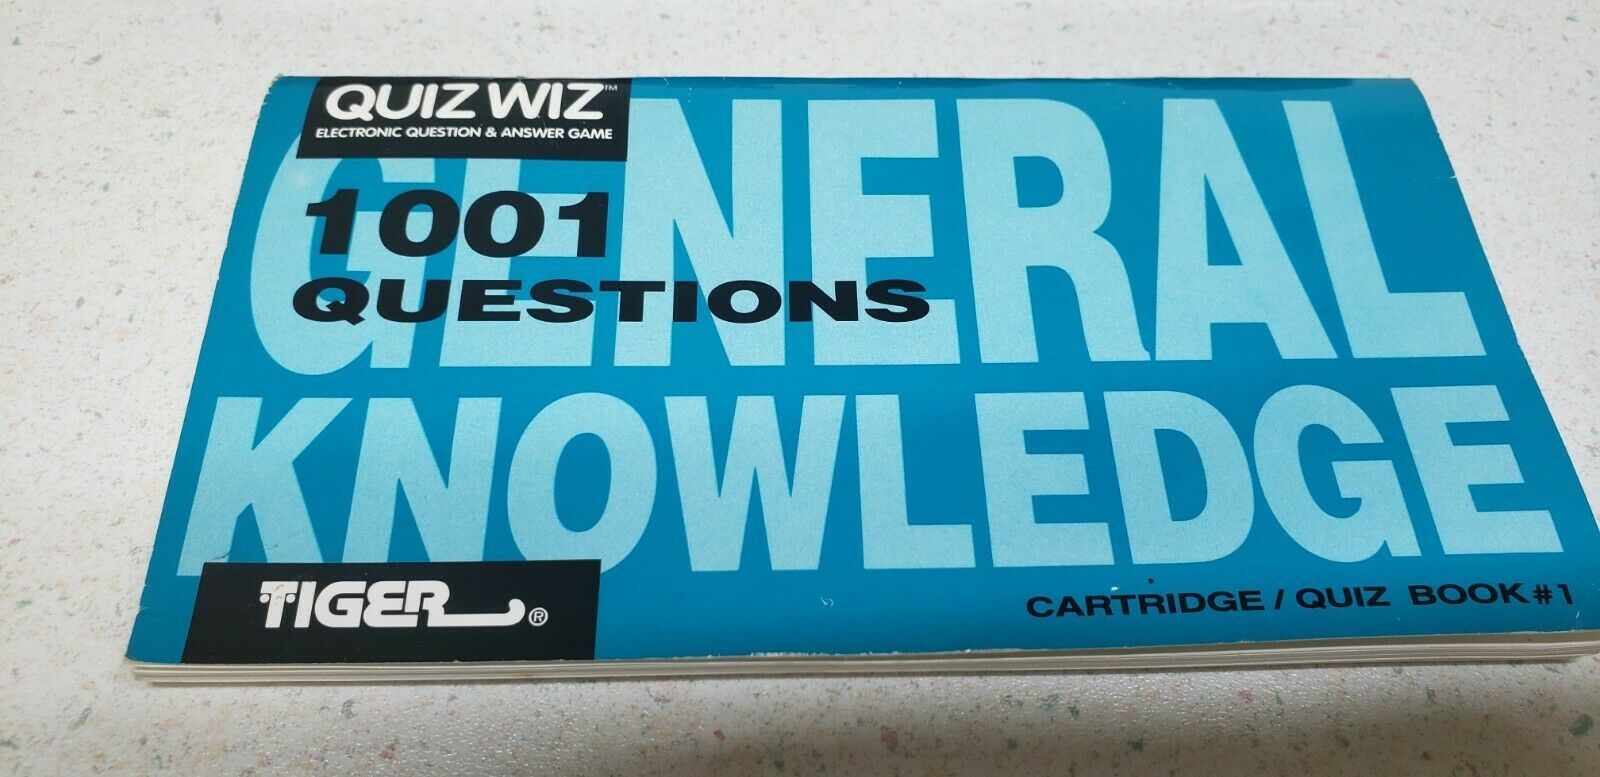 QUIZ WIZ™
ELECTRONIC QUESTION & ANSWER GAME
GENERAL
1001
QUESTIONS
KNOWLEDGE
TIGER®
CARTRIDGE / QUIZ BOOK #1